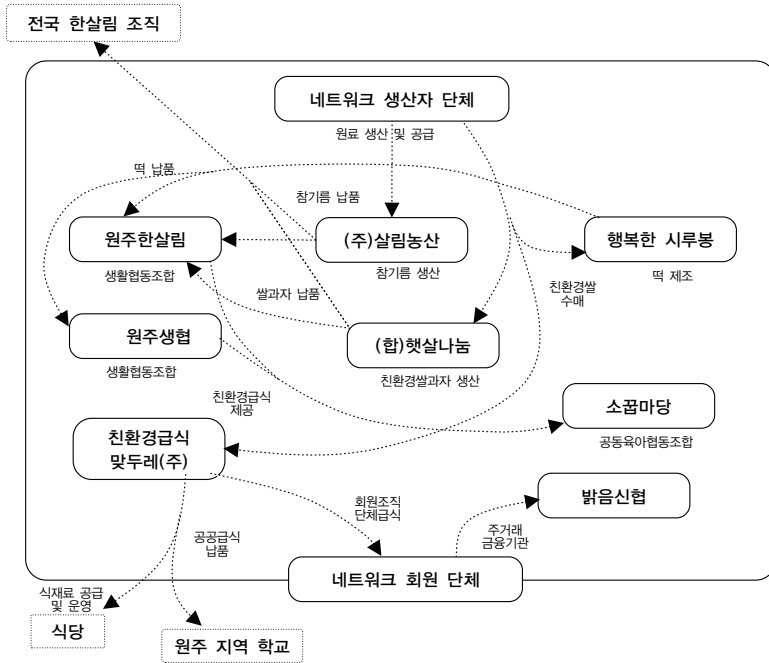 전국 한살림 조직
네트워크 생산자 단체
원료 생산 및 공급
떡 납품
참기름 납품
원주한살림
생활협동조합
(주)살림농산
참기름 생산
행복한 시루봉
떡 제조
친환경쌀
수매
쌀과자 납품
원주생협
생활협동조합
(합)햇살나눔
친환경쌀과자 생산
친환경급식
제공
소꿉마당
공동육아협동조합
친환경급식
맞두레(주)
회원조직
단체급식
주거래
금융기관
밝음신협
공공급식
납품
네트워크 회원 단체
식재료 공급
및 운영
식당
원주 지역 학교